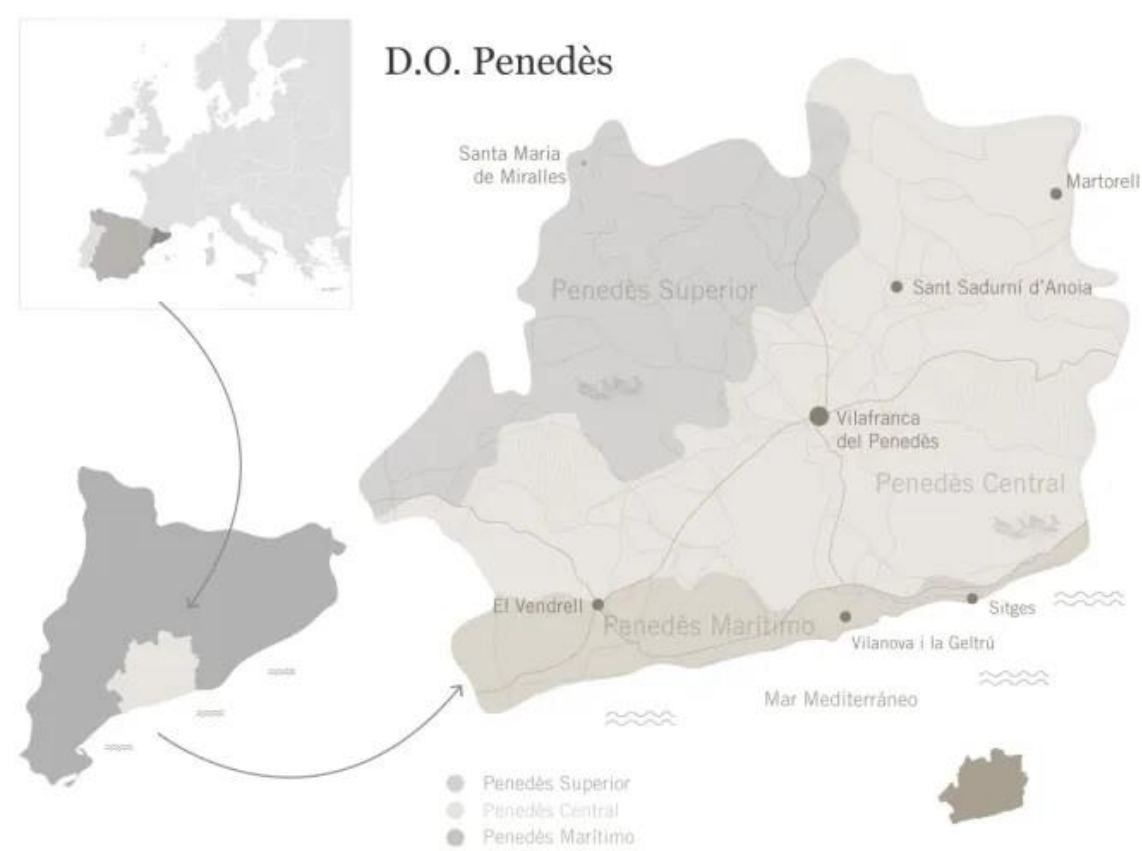 D.O. Penedès
Santa Maria
de Miralles
Martorell
Penedès Superior
Sant Sadurní d'Anoia
Vilafranca
del Penedès
Penedès Central
El Vendrell
Penedès Marítimo
Sitges
Vilanova i la Geltrú
Mar Mediterráneo
Penedès Superior
Penedès Central
Penedès Marítimo